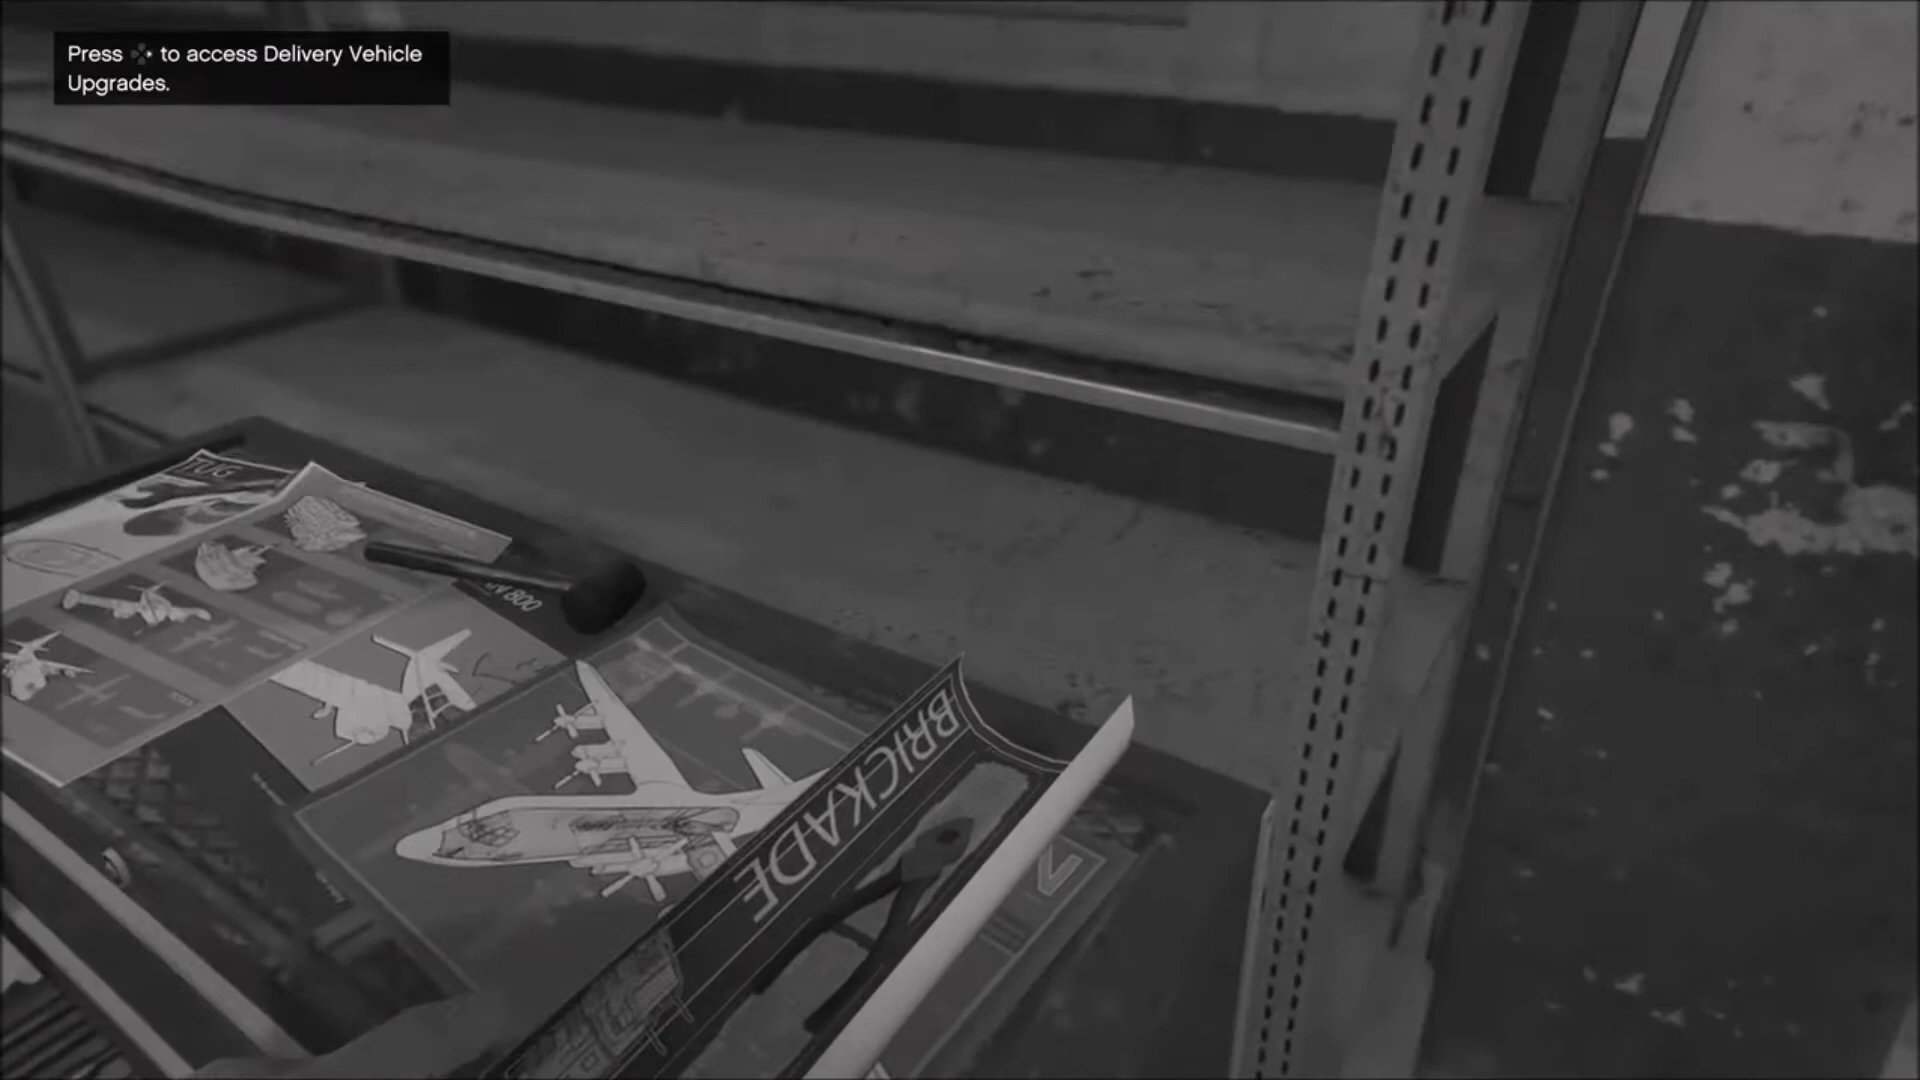 Press to access Delivery Vehicle
Upgrades.
TUG
800
BRICKADE